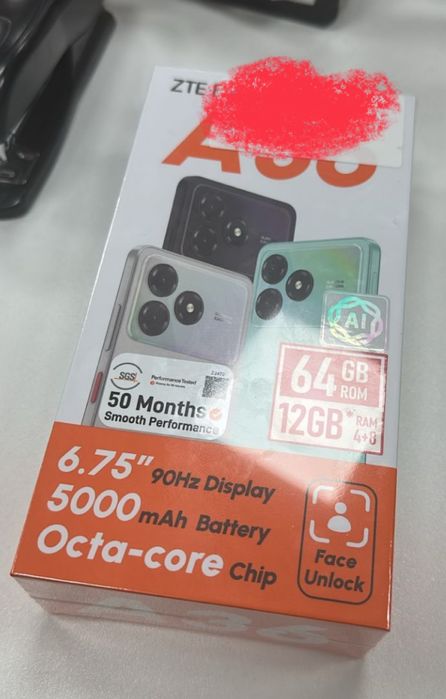 ZTE
AI
SGS
Performance Tested
50 Months
Smooth Performance
64 GB
ROM
12GB* RAM
4+8
6.75" 90Hz Display
5000mAh Battery
Octa-core Chip
Face
Unlock
A36